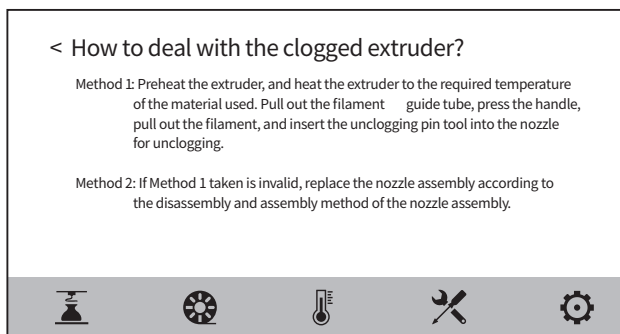 < How to deal with the clogged extruder?
Method 1: Preheat the extruder, and heat the extruder to the required temperature
of the material used. Pull out the filament guide tube, press the handle,
pull out the filament, and insert the unclogging pin tool into the nozzle
for unclogging.
Method 2: If Method 1 taken is invalid, replace the nozzle assembly according to
the disassembly and assembly method of the nozzle assembly.